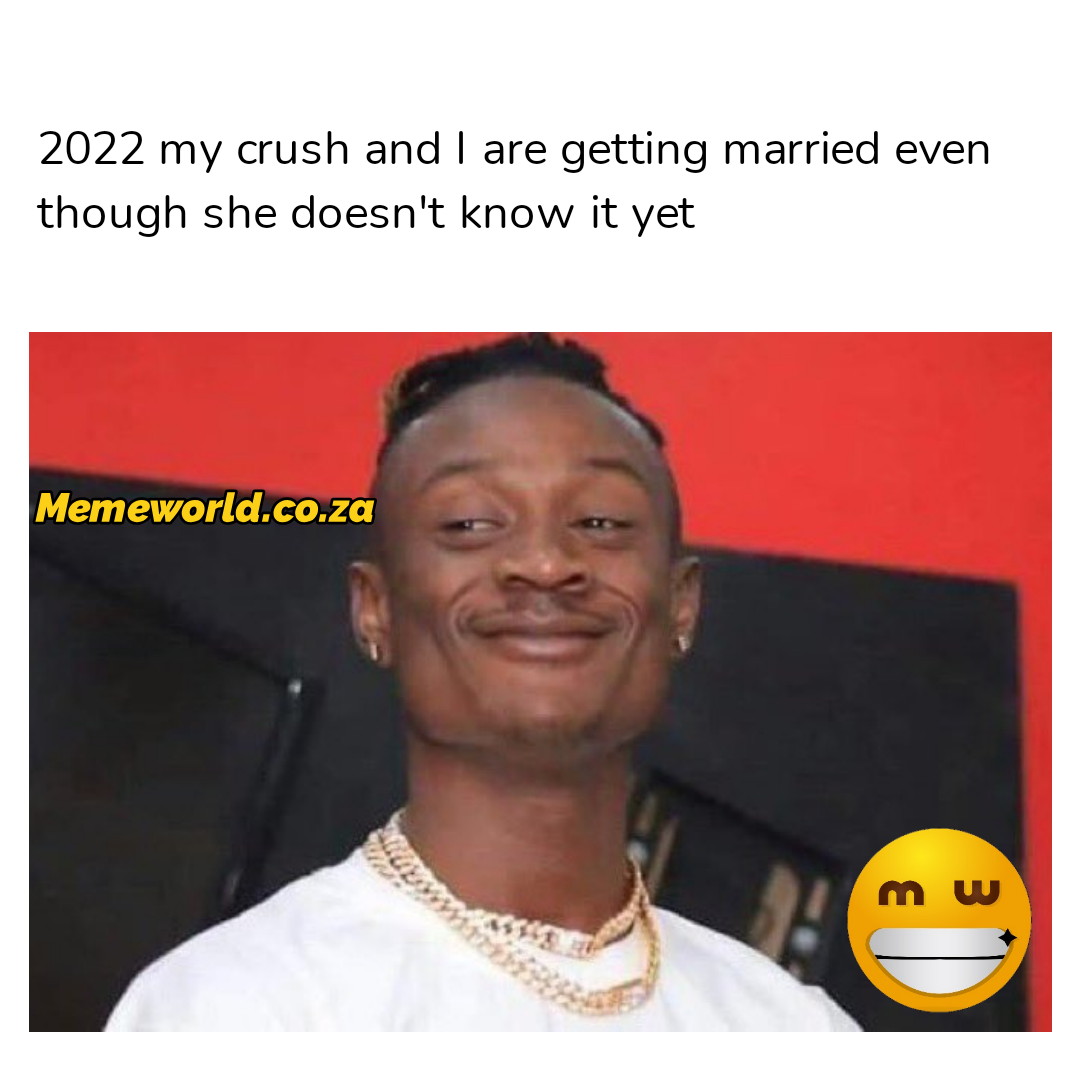 2022 my crush and I are getting married even
though she doesn't know it yet
Memeworld.co.za
m w